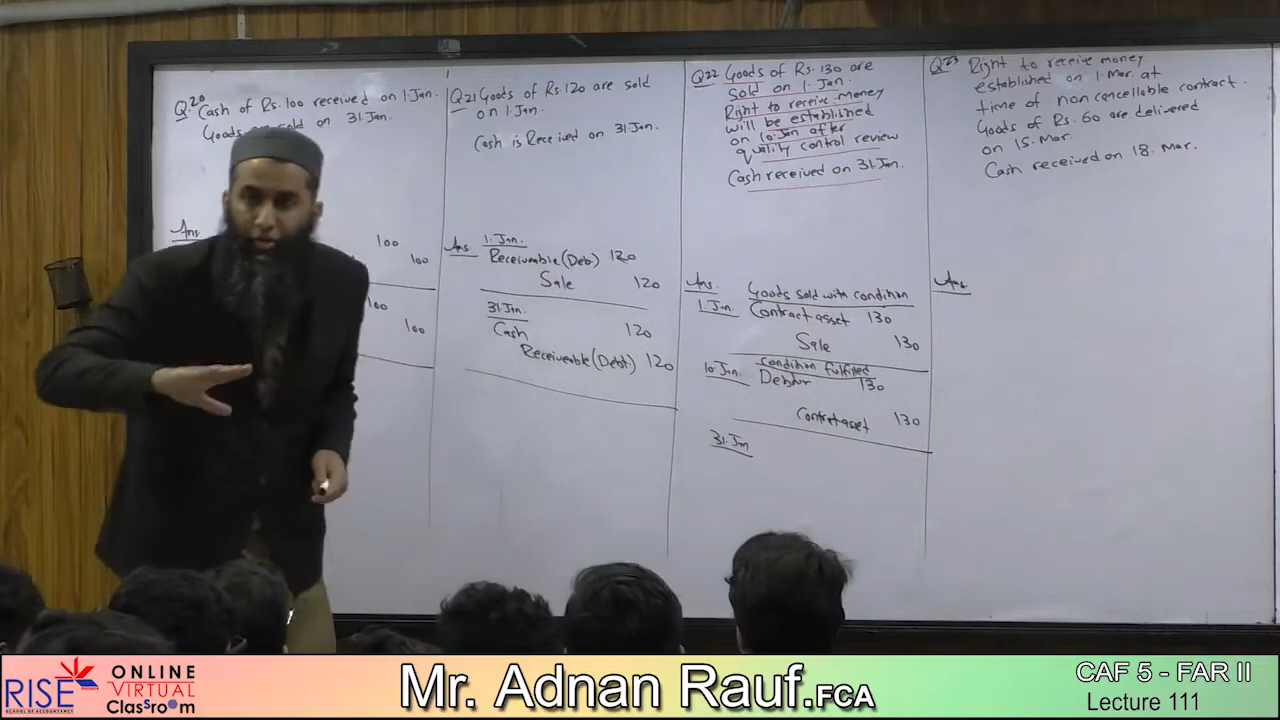 Q20 Cash of Rs. 100 received on 1 Jan.
Goods are sold on 31 Jan.
Ans.
100
100
100
100
Q21 Goods of Rs. 120 are sold
on 1 Jan.
Cash is Received on 31 Jan.
Ans. 1. Jan.
Receiveable (Deb.) 120
Sale 120
31. Jan.
Cash 120
Receiveable (Debt) 120
Q22 Goods of Rs. 130 are
Sold on 1. Jan.
Right to receive money
will be established
on 10. Jan after
quality control review
Cash received on 31. Jan.
Ans. Goods sold with condition
1 Jan. Contract asset 130
Sale 130
condition fulfilled
10 Jan. Debtor 130
Contract asset 130
31. Jan
Q23 Right to receive money
established on 1. Mar. at
time of non cancellable contract.
Goods of Rs. 60 are delivered
on 15. Mar.
Cash received on 18. Mar.
Ans.
RISE
SCHOOL OF ACCOUNTANCY
ONLINE
VIRTUAL
ClasSroom
Mr. Adnan Rauf.FCA
CAF 5 - FAR II
Lecture 111